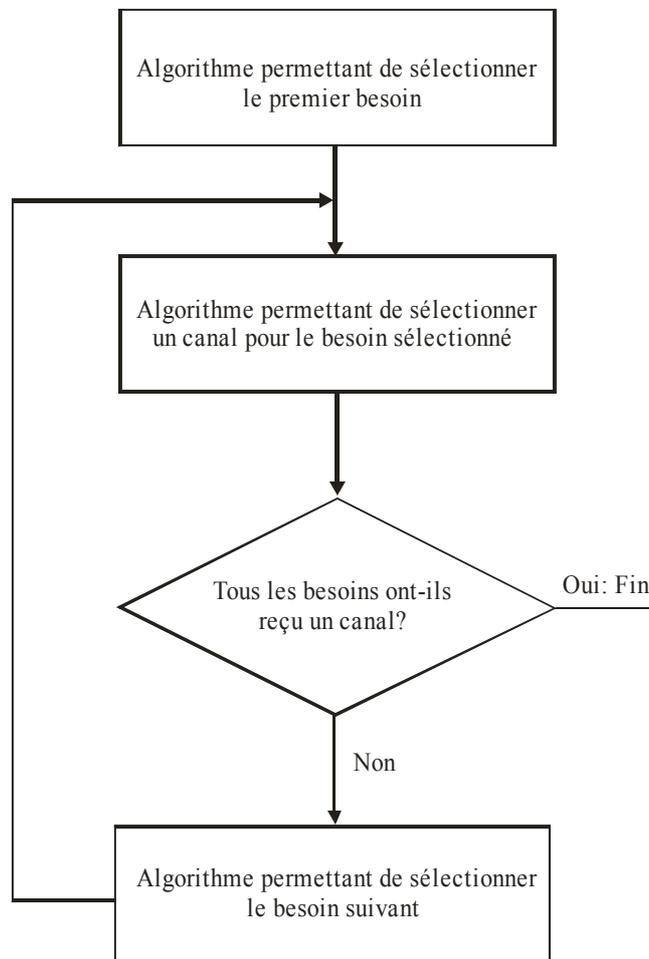 Algorithme permettant de sélectionner
le premier besoin
Algorithme permettant de sélectionner
un canal pour le besoin sélectionné
Tous les besoins ont-ils
reçu un canal?
Oui: Fin
Non
Algorithme permettant de sélectionner
le besoin suivant